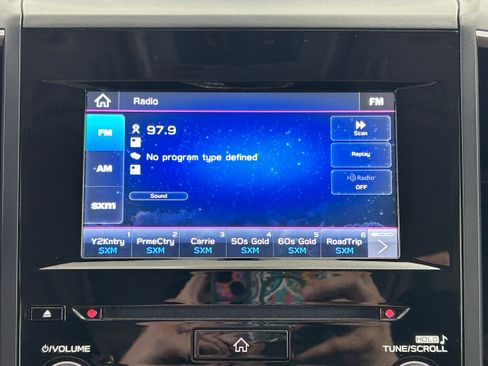 Radio FM
FM 97.9 Scan
No program type defined Replay
AM
HD Radio
OFF
sxm Sound
1 2 3 4 5 6
Y2Kntry PrmeCtry Carrie 50s Gold 60s Gold RoadTrip
SXM SXM SXM SXM SXM SXM
HOLD
VOLUME TUNE/SCROLL